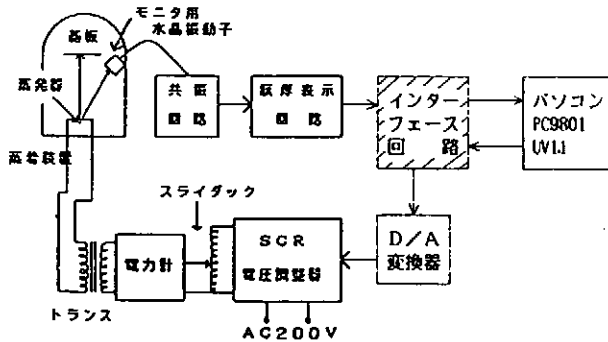 モニタ用
水晶振動子
基板
蒸発器
蒸着装置
共振
回路
膜厚表示
回路
インター
フェース
回路
パソコン
PC9801
UV11
スライダック
D/A
変換器
SCR
電圧調整器
電力計
トランス
AC200V